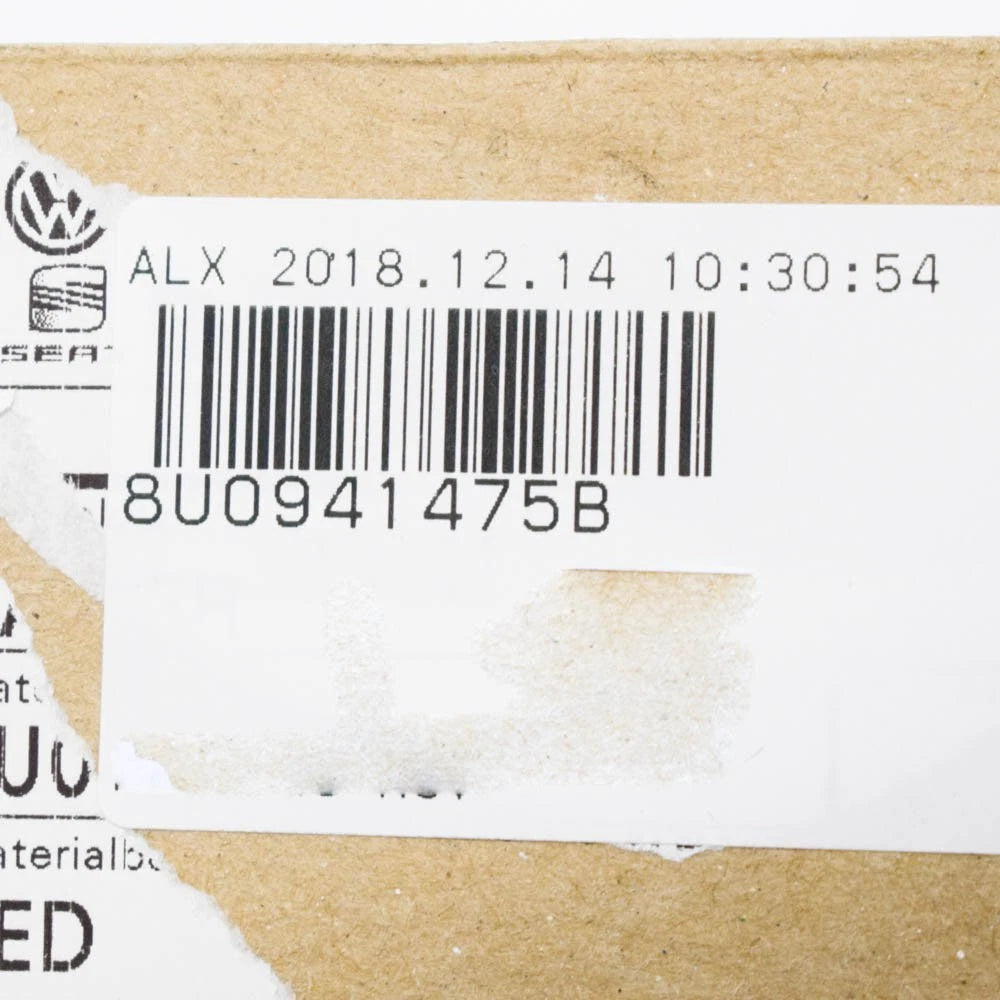 ALX 2018.12.14 10:30:54
8U0941475B
SEAT
ED